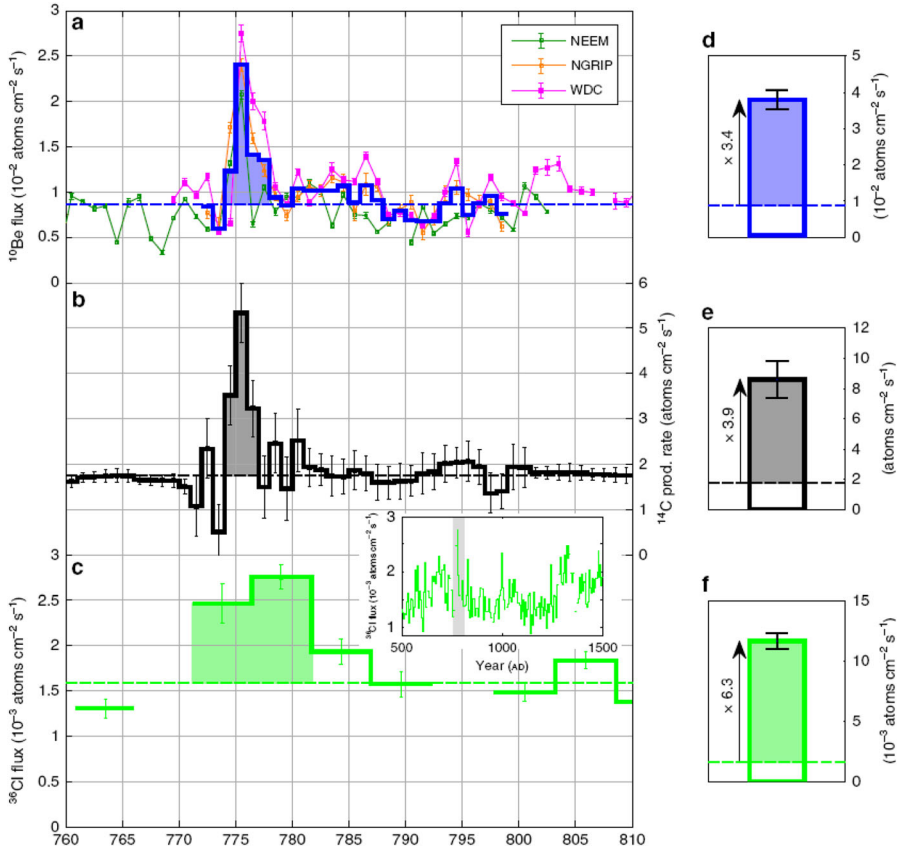 a
3
2.5
2
1.5
1
0.5
0
¹⁰Be flux (10⁻² atoms cm⁻² s⁻¹)
NEEM
NGRIP
WDC
b
6
5
4
3
2
1
0
¹⁴C prod. rate (atoms cm⁻² s⁻¹)
c
3
2.5
2
1.5
1
0.5
0
³⁶Cl flux (10⁻³ atoms cm⁻² s⁻¹)
3
2
1
³⁶Cl flux (10⁻³ atoms cm⁻² s⁻¹)
500 1000 1500
Year (AD)
760 765 770 775 780 785 790 795 800 805 810
d
5
4
3
2
1
0
× 3.4
(10⁻² atoms cm⁻² s⁻¹)
e
12
10
8
6
4
2
0
× 3.9
(atoms cm⁻² s⁻¹)
f
15
10
5
0
× 6.3
(10⁻³ atoms cm⁻² s⁻¹)